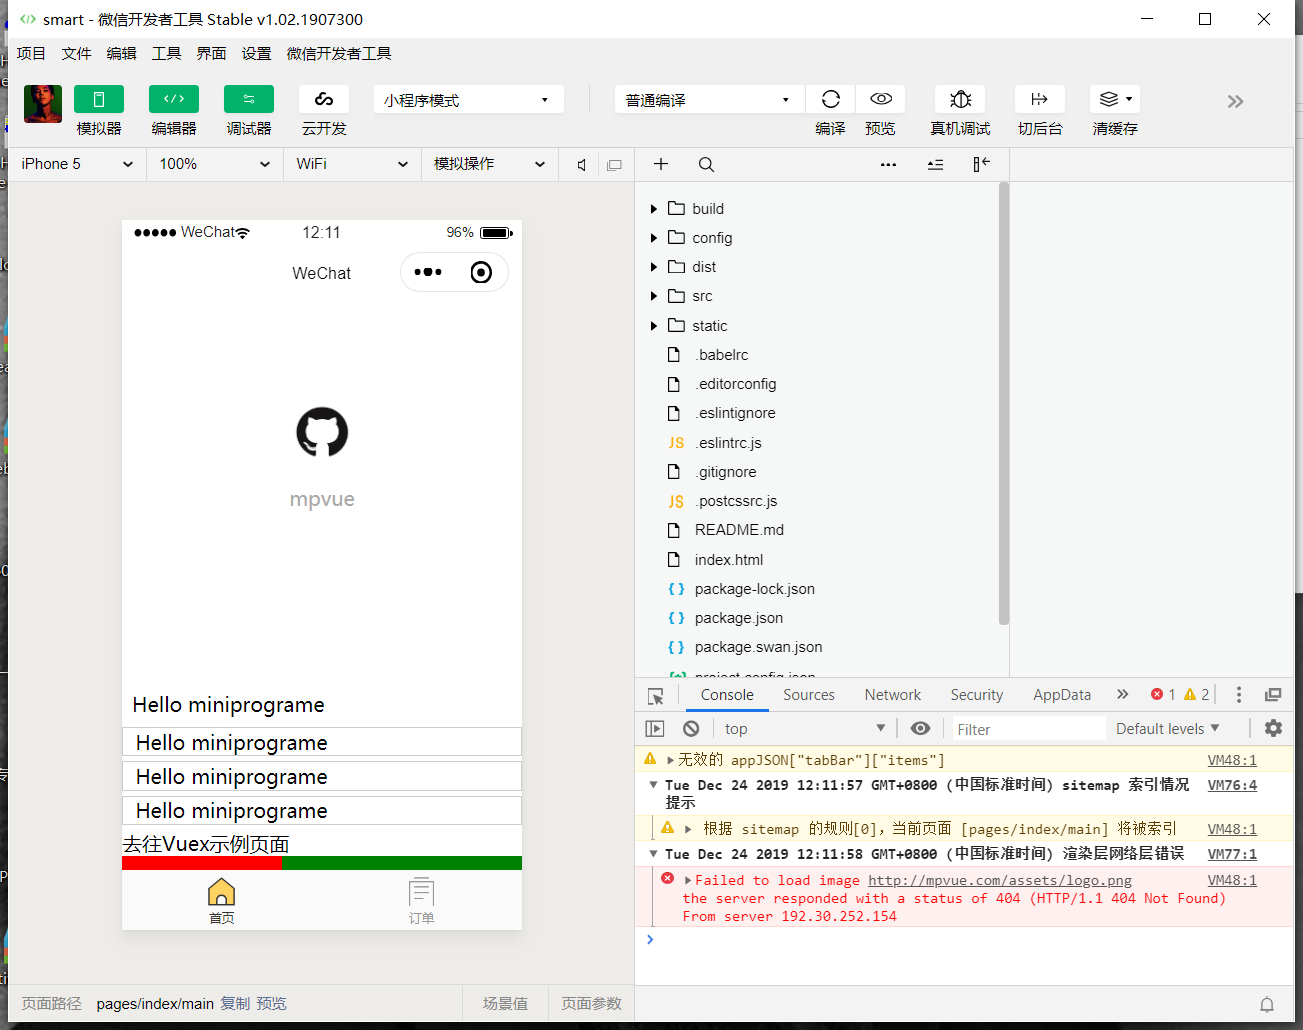 smart - 微信开发者工具 Stable v1.02.1907300
项目 文件 编辑 工具 界面 设置 微信开发者工具
小程序模式 普通编译
模拟器 编辑器 调试器 云开发 编译 预览 真机调试 切后台 清缓存
iPhone 5 100% WiFi 模拟操作
WeChat 12:11 96%
WeChat
mpvue
Hello miniprograme
Hello miniprograme
Hello miniprograme
Hello miniprograme
去往Vuex示例页面
首页 订单
页面路径 pages/index/main 复制 预览 场景值 页面参数
build
config
dist
src
static
.babelrc
.editorconfig
.eslintignore
JS .eslintrc.js
.gitignore
JS .postcssrc.js
README.md
index.html
{ } package-lock.json
{ } package.json
{ } package.swan.json
project.config.json
Console Sources Network Security AppData 1 2
top Filter Default levels
无效的 appJSON["tabBar"]["items"] VM48:1
Tue Dec 24 2019 12:11:57 GMT+0800 (中国标准时间) sitemap 索引情况 VM76:4
提示
根据 sitemap 的规则[0], 当前页面 [pages/index/main] 将被索引 VM48:1
Tue Dec 24 2019 12:11:58 GMT+0800 (中国标准时间) 渲染层网络层错误 VM77:1
Failed to load image http://mpvue.com/assets/logo.png VM48:1
the server responded with a status of 404 (HTTP/1.1 404 Not Found)
From server 192.30.252.154